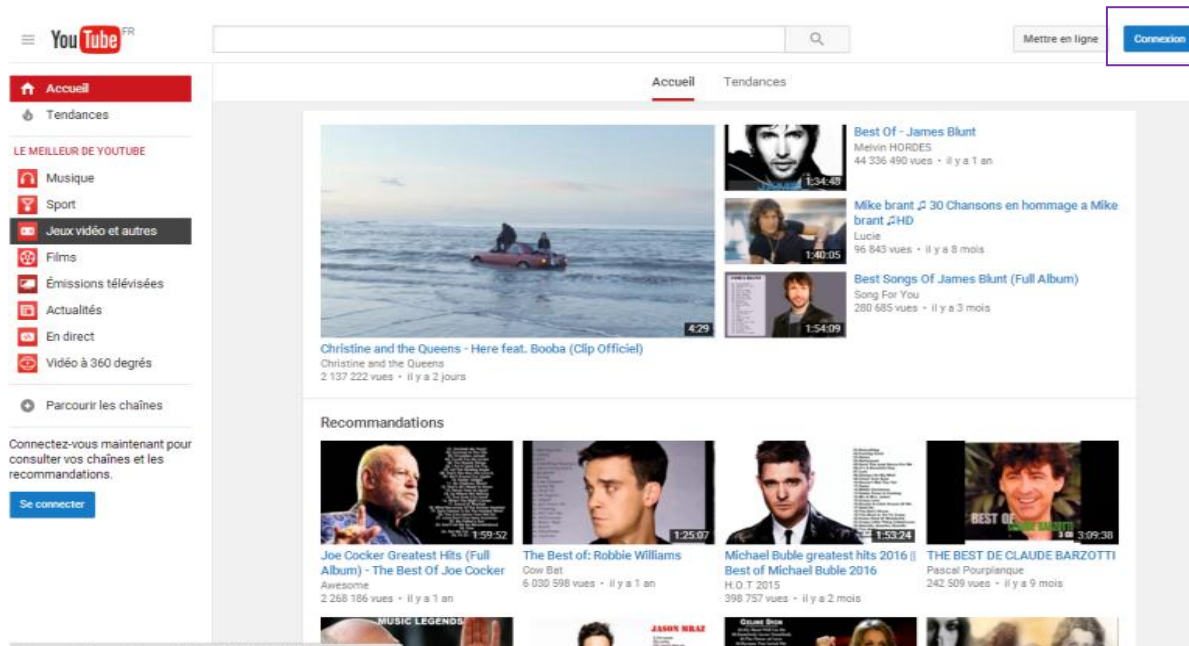 YouTube FR
Mettre en ligne
Connexion
Accueil
Tendances
LE MEILLEUR DE YOUTUBE
Musique
Sport
Jeux vidéo et autres
Films
Émissions télévisées
Actualités
En direct
Vidéo à 360 degrés
Parcourir les chaînes
Connectez-vous maintenant pour
consulter vos chaînes et les
recommandations.
Se connecter
Accueil
Tendances
4:29
Christine and the Queens - Here feat. Booba (Clip Officiel)
Christine and the Queens
2 137 222 vues • il y a 2 jours
1:34:48
Best Of - James Blunt
Melvin HORDES
44 336 490 vues • il y a 1 an
1:40:05
Mike brant ♫ 30 Chansons en hommage a Mike
brant ♫HD
Lucie
96 843 vues • il y a 8 mois
1:54:09
Best Songs Of James Blunt (Full Album)
Song For You
280 685 vues • il y a 3 mois
Recommandations
1:59:52
Joe Cocker Greatest Hits (Full
Album) - The Best Of Joe Cocker
Awesome
2 268 186 vues • il y a 1 an
1:25:07
The Best of: Robbie Williams
Cow Bat
6 030 598 vues • il y a 1 an
1:53:24
Michael Buble greatest hits 2016 ||
Best of Michael Buble 2016
H.O.T 2015
398 757 vues • il y a 2 mois
BEST OF
CLAUDE BARZOTTI
3:09:38
THE BEST DE CLAUDE BARZOTTI
Pascal Pourplanque
242 509 vues • il y a 9 mois
MUSIC LEGENDS
JASON MRAZ
CELINE DION